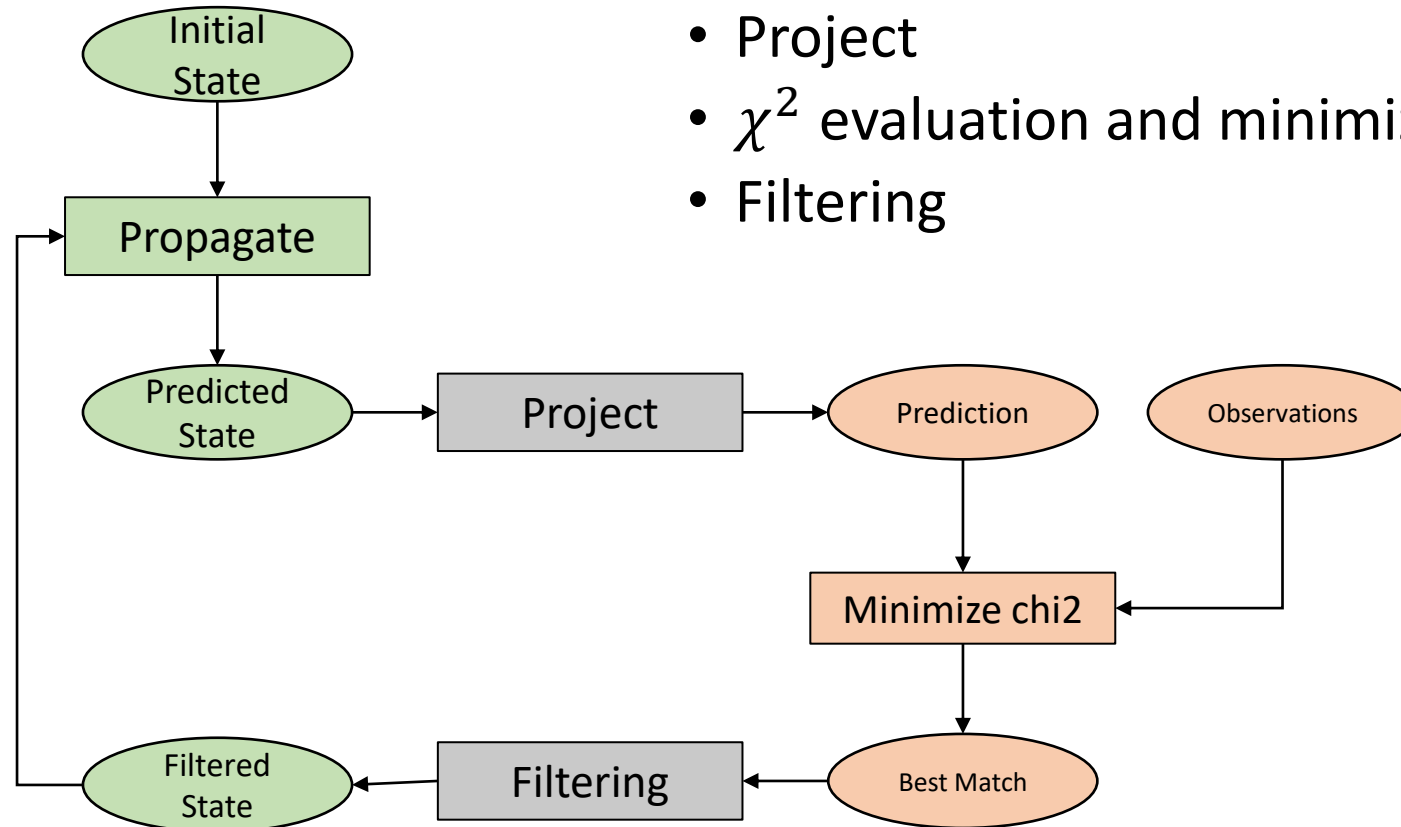 Initial
State
• Project
• χ² evaluation and
• Filtering
Propagate
Predicted
State
Project
Prediction
Observations
Minimize chi2
Filtered
State
Filtering
Best Match